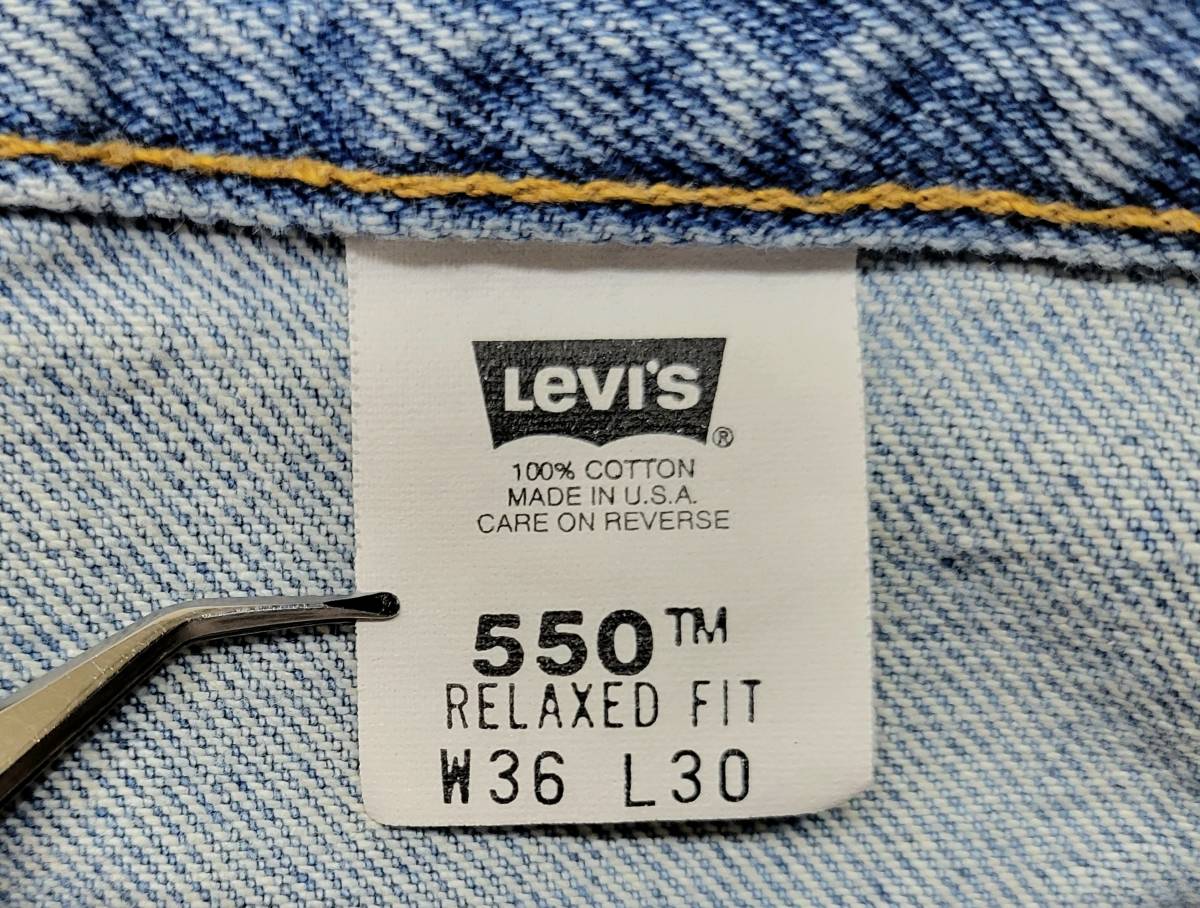 LEVI'S ®
100% COTTON
MADE IN U.S.A.
CARE ON REVERSE
550™
RELAXED FIT
W36 L30